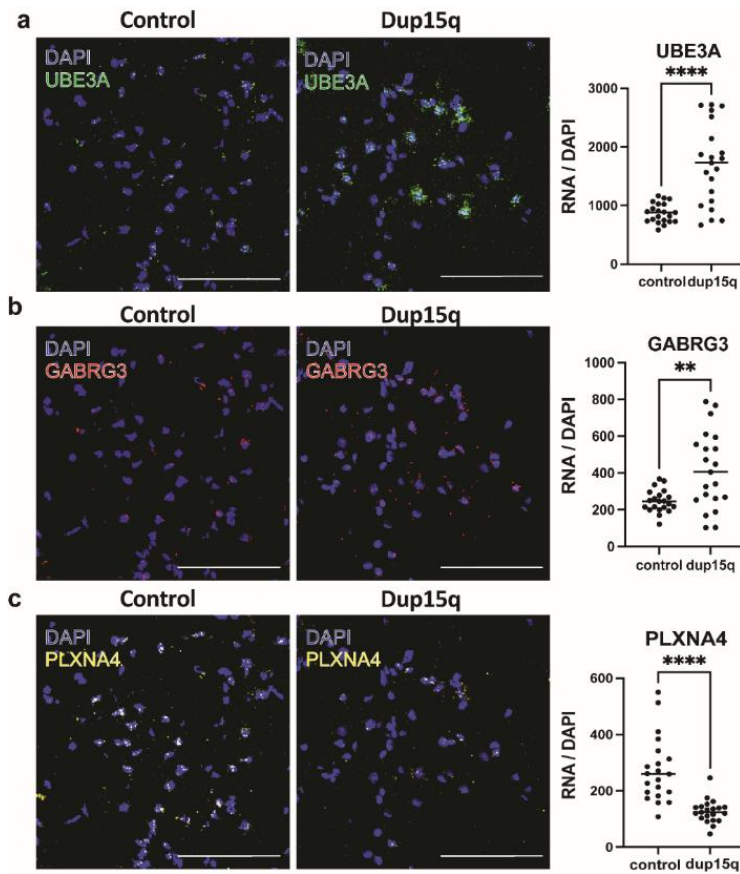 a
Control
Dup15q
DAPI
UBE3A
DAPI
UBE3A
UBE3A
****
RNA / DAPI
3000
2000
1000
0
control dup15q
b
Control
Dup15q
DAPI
GABRG3
DAPI
GABRG3
GABRG3
**
RNA / DAPI
1000
800
600
400
200
0
control dup15q
c
Control
Dup15q
DAPI
PLXNA4
DAPI
PLXNA4
PLXNA4
****
RNA / DAPI
600
400
200
0
control dup15q